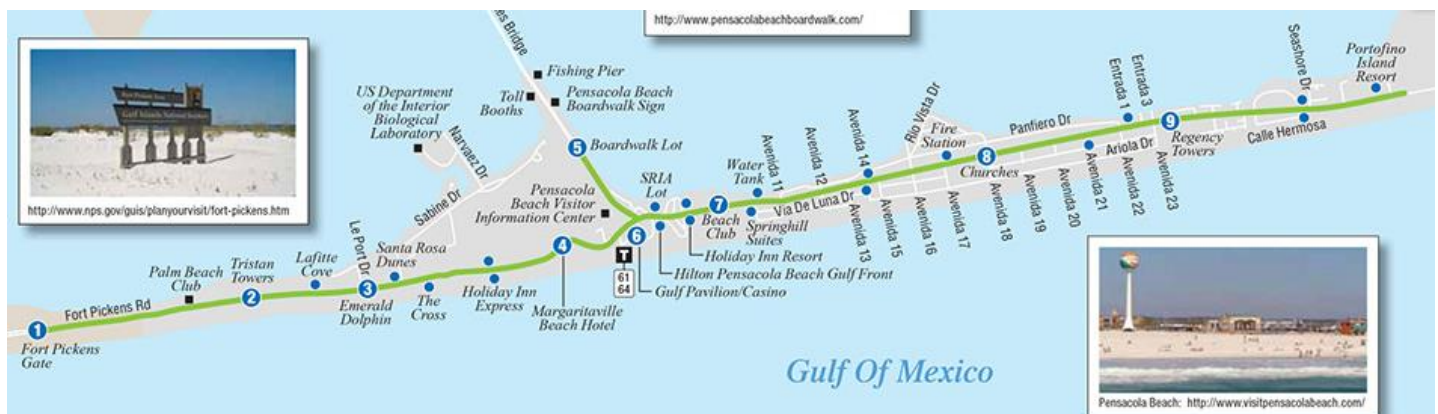 http://www.pensacolabeachboardwalk.com/
es Bridge
Fort Pickens Area
Gulf Islands National Seashore
http://www.nps.gov/guis/planyourvisit/fort-pickens.htm
Fishing Pier
Toll
Booths
Pensacola Beach
Boardwalk Sign
US Department
of the Interior
Biological
Laboratory
Narvaez Dr
Sabine Dr
5
Boardwalk Lot
Pensacola
Beach Visitor
Information Center
SRIA
Lot
Water
Tank
Avenida 11
Avenida 12
Avenida 14
Rio Vista Dr
Fire
Station
Panfiero Dr
Entrada 1
Entrada 3
Seashore Dr
Portofino
Island
Resort
9
Regency
Towers
Calle Hermosa
Ariola Dr
8
Churches
7
Beach
Club
Via De Luna Dr
Springhill
Suites
Avenida 13
Avenida 15
Avenida 16
Avenida 17
Avenida 18
Avenida 19
Avenida 20
Avenida 21
Avenida 22
Avenida 23
Holiday Inn Resort
Hilton Pensacola Beach Gulf Front
6
Gulf Pavilion/Casino
T
61
64
4
Margaritaville
Beach Hotel
Holiday Inn
Express
The
Cross
Santa Rosa
Dunes
Le Port Dr
3
Emerald
Dolphin
Lafitte
Cove
Tristan
Towers
2
Palm Beach
Club
Fort Pickens Rd
1
Fort Pickens
Gate
Gulf Of Mexico
Pensacola Beach: http://www.visitpensacolabeach.com/